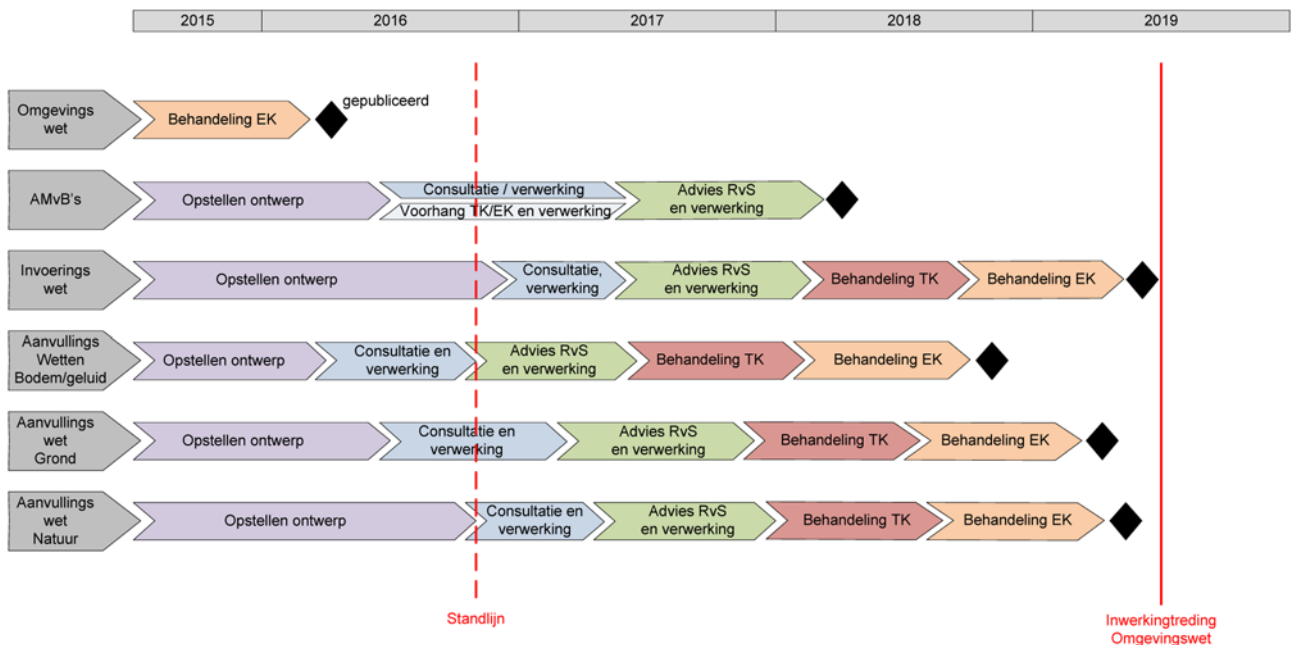 2015 2016 2017 2018 2019
gepubliceerd
Omgevings
wet
Behandeling EK
AMvB's
Opstellen ontwerp
Consultatie / verwerking
Voorhang TK/EK en verwerking
Advies RvS
en verwerking
Invoerings
wet
Opstellen ontwerp
Consultatie,
verwerking
Advies RvS
en verwerking
Behandeling TK
Behandeling EK
Aanvullings
Wetten
Bodem/geluid
Opstellen ontwerp
Consultatie en
verwerking
Advies RvS
en verwerking
Behandeling TK
Behandeling EK
Aanvullings
wet
Grond
Opstellen ontwerp
Consultatie en
verwerking
Advies RvS
en verwerking
Behandeling TK
Behandeling EK
Aanvullings
wet
Natuur
Opstellen ontwerp
Consultatie en
verwerking
Advies RvS
en verwerking
Behandeling TK
Behandeling EK
Standlijn
Inwerkingtreding
Omgevingswet